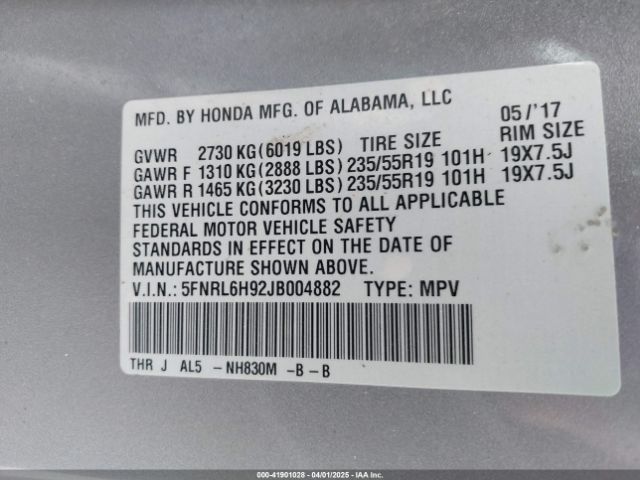 MFD. BY HONDA MFG. OF ALABAMA, LLC 05/'17
GVWR 2730 KG(6019 LBS) TIRE SIZE RIM SIZE
GAWR F 1310 KG(2888 LBS) 235/55R19 101H 19X7.5J
GAWR R 1465 KG(3230 LBS) 235/55R19 101H 19X7.5J
THIS VEHICLE CONFORMS TO ALL APPLICABLE
FEDERAL MOTOR VEHICLE SAFETY
STANDARDS IN EFFECT ON THE DATE OF
MANUFACTURE SHOWN ABOVE.
V.I.N.: 5FNRL6H92JB004882 TYPE: MPV
THR J AL5 -NH830M -B-B
000-41901028 - 04/01/2025 - IAAI.com